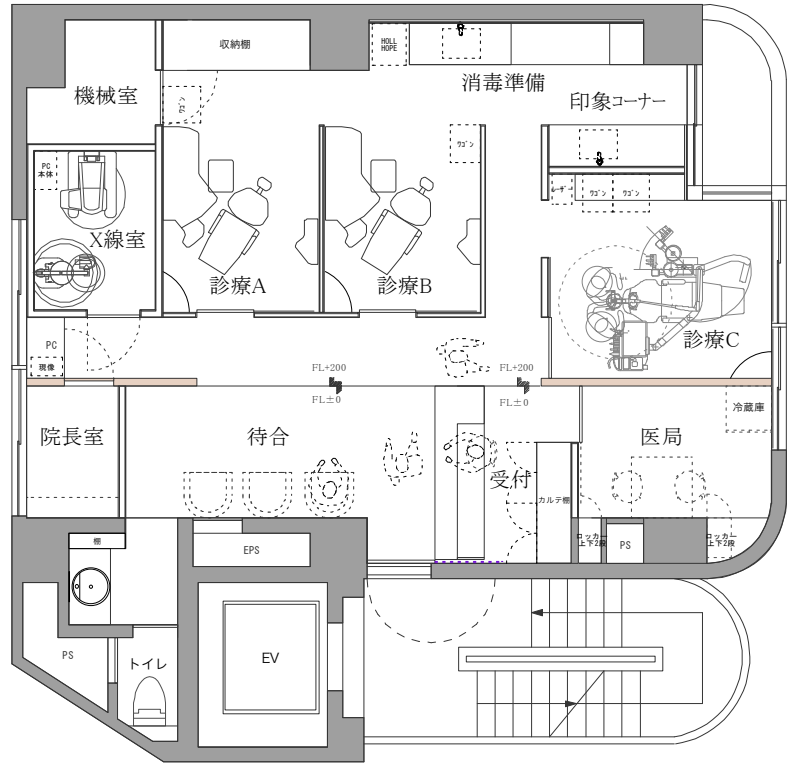 収納棚
HOLL
HOPE
消毒準備
機械室
印象コーナー
ワゴン
ワゴン
PC
本体
レーザー
ワゴン
ワゴン
X線室
診療A
診療B
診療C
PC
現像
FL+200
FL±0
FL+200
FL±0
冷蔵庫
院長室
待合
医局
受付
カルテ棚
棚
EPS
ロッカー
上下2段
PS
ロッカー
上下2段
PS
トイレ
EV